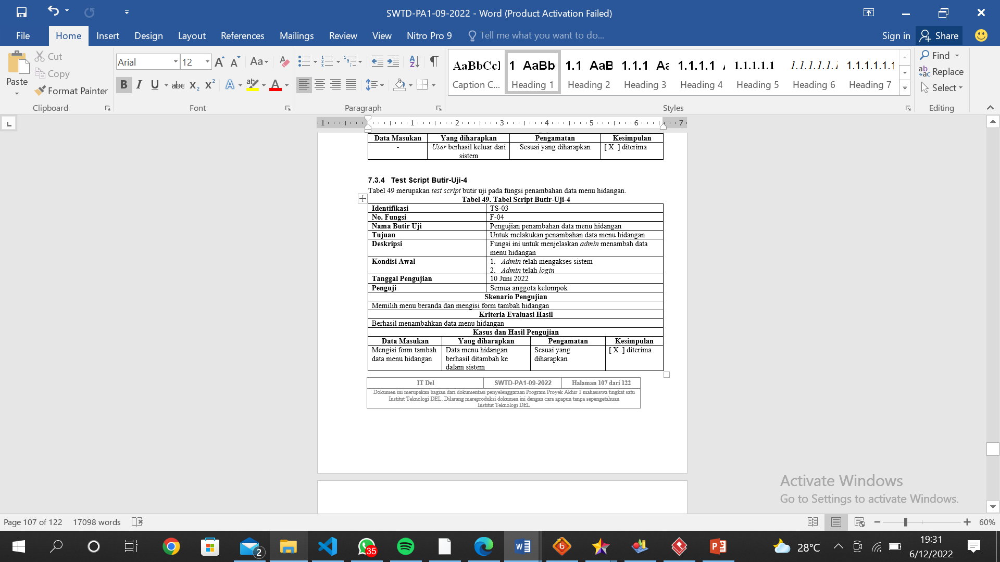 SWTD-PA1-09-2022 - Word (Product Activation Failed)
File Home Insert Design Layout References Mailings Review View Nitro Pro 9 Tell me what you want to do... Sign in Share
Paste
Cut
Copy
Format Painter
Clipboard
Arial 12
Font
Paragraph
AaBbCcI 1 AaBb 1.1 AaB 1.1.1 Aa 1.1.1.1 1.1.1.1.1 1.1.1.1.1.1 1.1.1.1.1.1.1
Caption C... Heading 1 Heading 2 Heading 3 Heading 4 Heading 5 Heading 6 Heading 7
Styles
Find
Replace
Select
Editing
1 1 2 3 4 5 6 7
Data Masukan Yang diharapkan Pengamatan Kesimpulan
- User berhasil keluar dari Sesuai yang diharapkan [ X ] diterima
sistem
7.3.4 Test Script Butir-Uji-4
Tabel 49 merupakan test script butir uji pada fungsi penambahan data menu hidangan.
Tabel 49. Tabel Script Butir-Uji-4
Identifikasi TS-03
No. Fungsi F-04
Nama Butir Uji Pengujian penambahan data menu hidangan
Tujuan Untuk melakukan penambahan data menu hidangan
Deskripsi Fungsi ini untuk menjelaskan admin menambah data
menu hidangan
Kondisi Awal 1. Admin telah mengakses sistem
2. Admin telah login
Tanggal Pengujian 10 Juni 2022
Penguji Semua anggota kelompok
Skenario Pengujian
Memilih menu beranda dan mengisi form tambah hidangan
Kriteria Evaluasi Hasil
Berhasil menambahkan data menu hidangan
Kasus dan Hasil Pengujian
Data Masukan Yang diharapkan Pengamatan Kesimpulan
Mengisi form tambah Data menu hidangan Sesuai yang [ X ] diterima
data menu hidangan berhasil ditambah ke diharapkan
dalam sistem
IT Del SWTD-PA1-09-2022 Halaman 107 dari 122
Dokumen ini merupakan bagian dari dokumentasi penyelenggaraan Program Proyek Akhir 1 mahasiswa tingkat satu
Institut Teknologi DEL. Dilarang mereproduksi dokumen ini dengan cara apapun tanpa sepengetahuan
Institut Teknologi DEL
Activate Windows
Go to Settings to activate Windows.
Page 107 of 122 17098 words 60%
2 35 28°C 19:31
6/12/2022